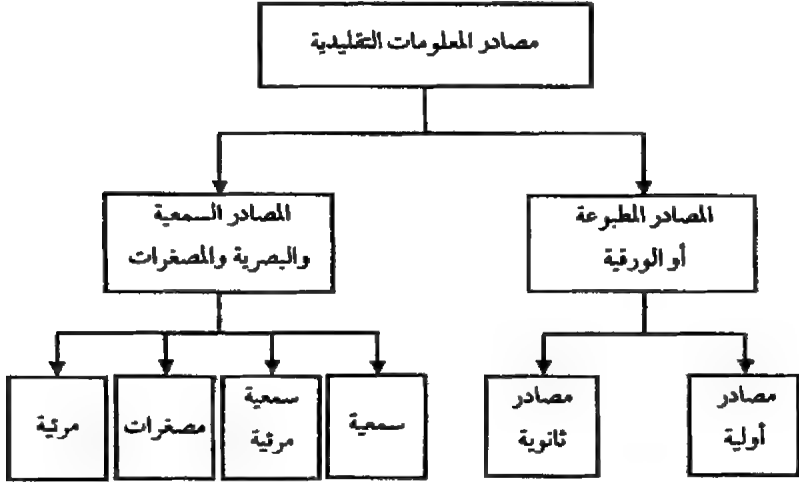 مصادر المعلومات التقليدية
المصادر المطبوعة
أو الورقية
المصادر السمعية
والبصرية والمصغرات
مصادر
أولية
مصادر
ثانوية
سمعية
سمعية
مرئية
مصغرات
مرئية